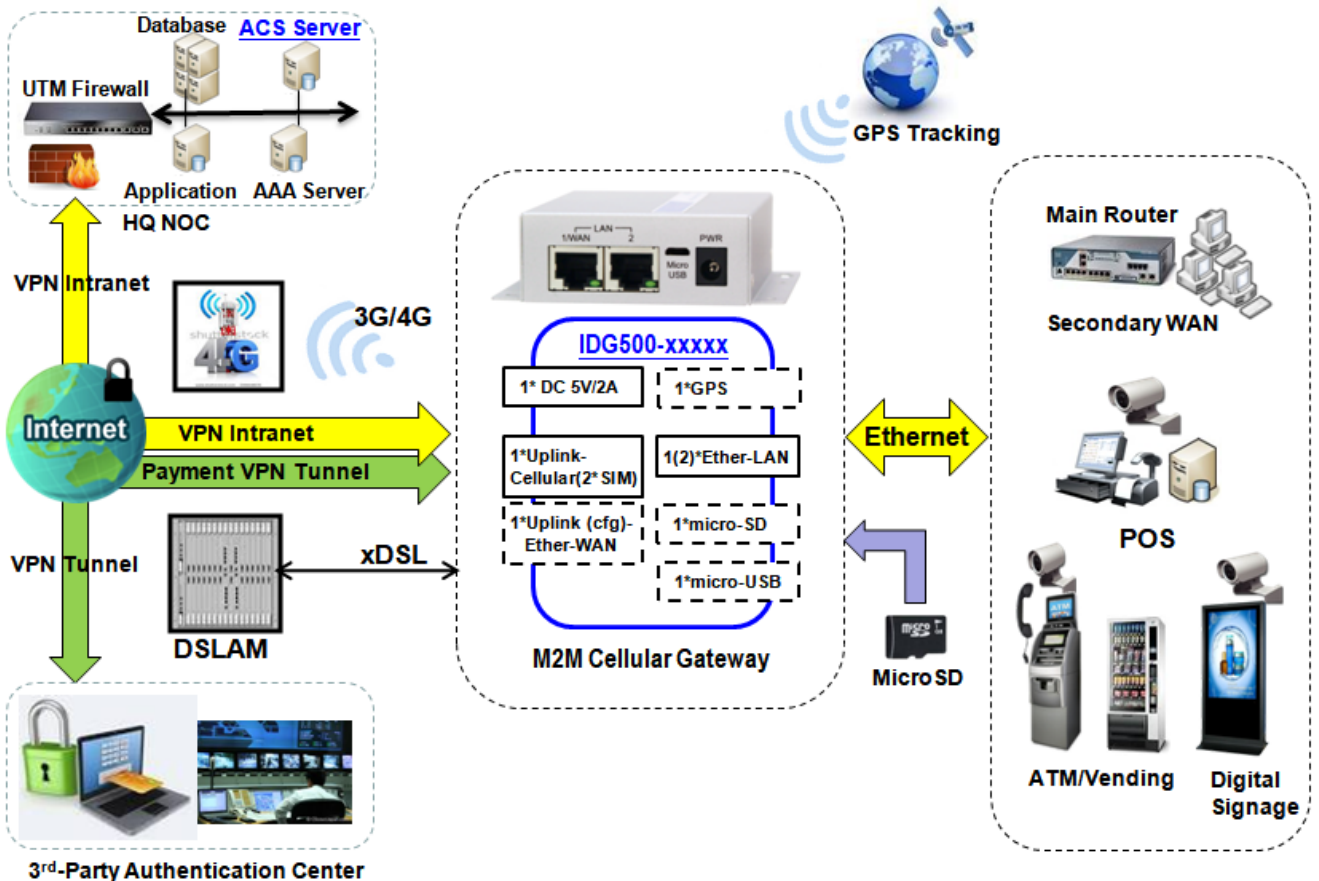 Database ACS Server
UTM Firewall
Application AAA Server
HQ NOC
VPN Intranet
shutterstock
4G
3G/4G
Internet
VPN Intranet
Payment VPN Tunnel
VPN Tunnel
xDSL
DSLAM
3rd-Party Authentication Center
GPS Tracking
LAN
1/WAN 2
Micro
USB
PWR
IDG500-xxxxx
1* DC 5V/2A
1*GPS
1*Uplink-
Cellular(2* SIM)
1(2)*Ether-LAN
1*Uplink (cfg)-
Ether-WAN
1*micro-SD
1*micro-USB
M2M Cellular Gateway
Ethernet
micro
MicroSD
Main Router
Secondary WAN
POS
ATM
ATM/Vending
Digital
Signage